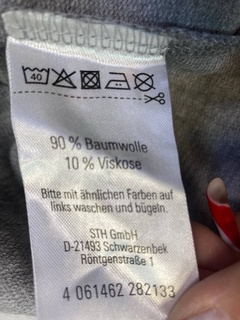 40
90 % Baumwolle
10 % Viskose
Bitte mit ähnlichen Farben auf
links waschen und bügeln.
STH GmbH
D-21493 Schwarzenbek
Röntgenstraße 1
4 061462 282133